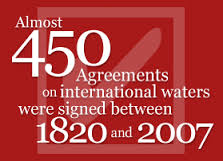 Almost
450
Agreements
on international waters
were signed between
1820 and 2007